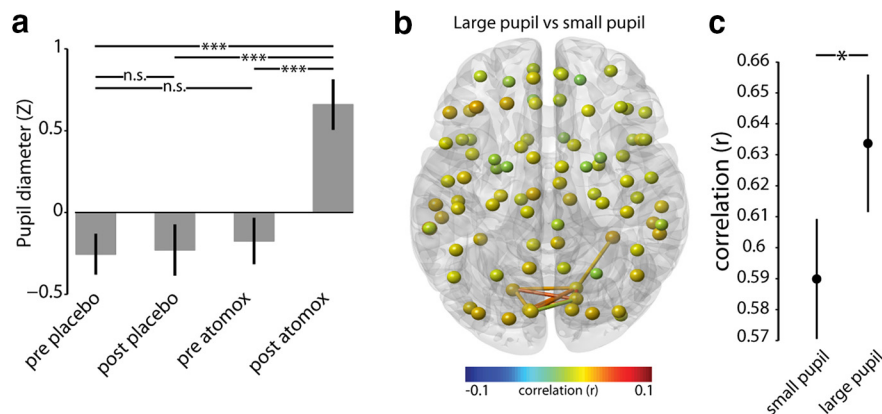 a
***
***
***
n.s.
n.s.
Pupil diameter (Z)
1
0.5
0
−0.5
pre placebo
post placebo
pre atomox
post atomox
b
Large pupil vs small pupil
-0.1
correlation (r)
0.1
c
*
correlation (r)
0.66
0.65
0.64
0.63
0.62
0.61
0.6
0.59
0.58
0.57
small pupil
large pupil